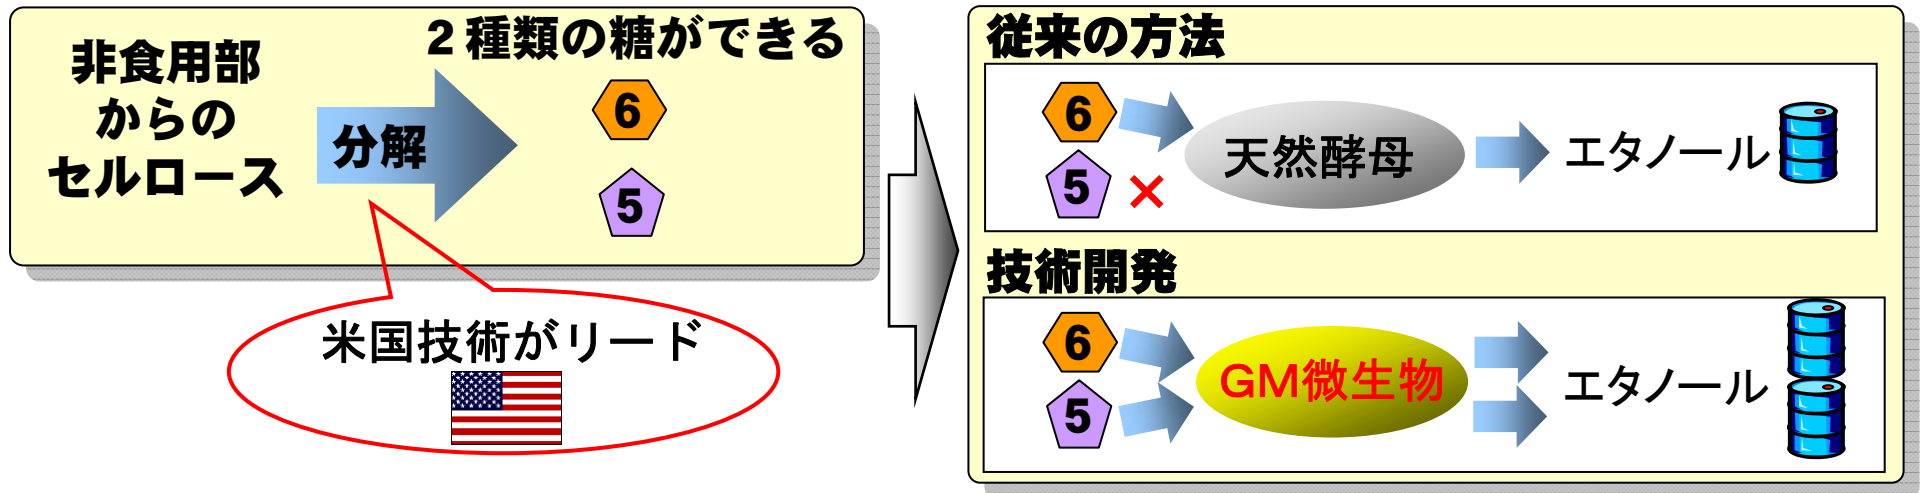 非食用部
からの
セルロース
分解
２種類の糖ができる
6
5
米国技術がリード
従来の方法
6
5
×
天然酵母
エタノール
技術開発
6
5
GM微生物
エタノール